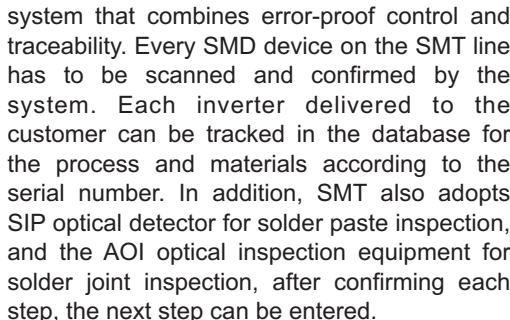 system that combines error-proof control and
traceability. Every SMD device on the SMT line
has to be scanned and confirmed by the
system. Each inverter delivered to the
customer can be tracked in the database for
the process and materials according to the
serial number. In addition, SMT also adopts
SIP optical detector for solder paste inspection,
and the AOI optical inspection equipment for
solder joint inspection, after confirming each
step, the next step can be entered.